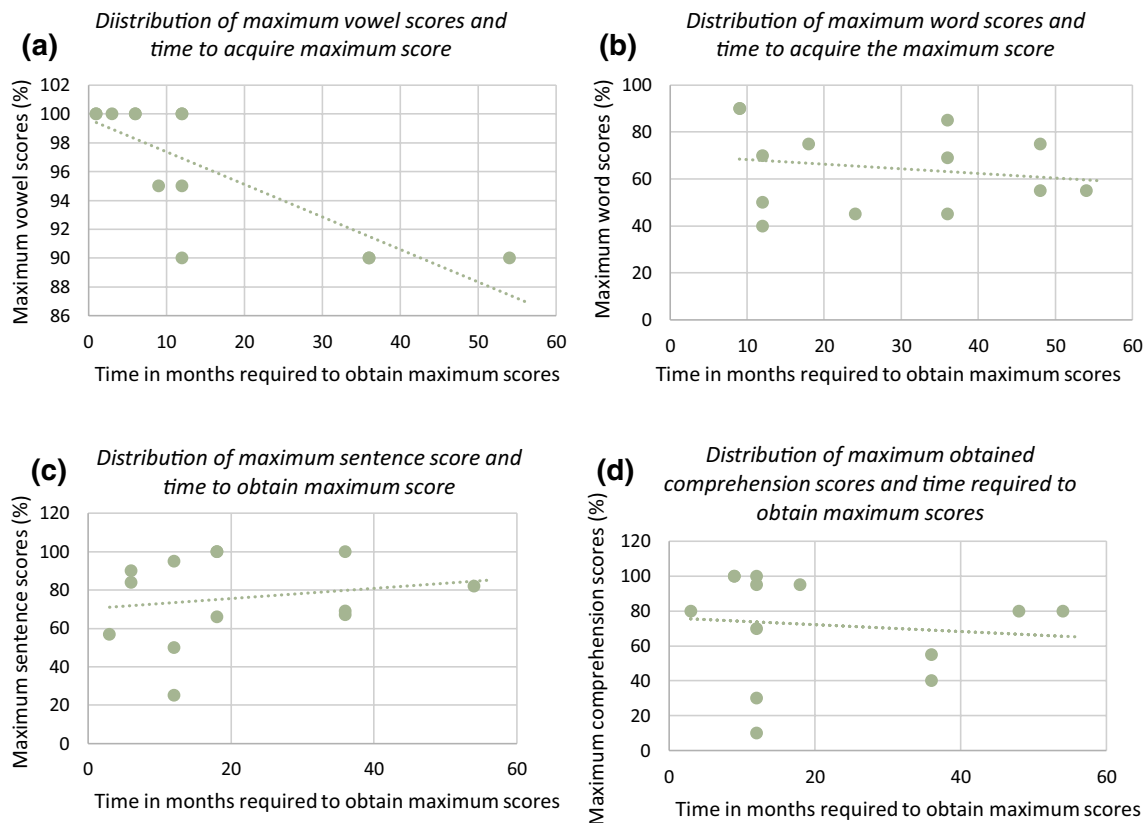 (a)
Diistribution of maximum vowel scores and
time to acquire maximum score
Maximum vowel scores (%)
102
100
98
96
94
92
90
88
86
0 10 20 30 40 50 60
Time in months required to obtain maximum scores
(b)
Distribution of maximum word scores and
time to acquire the maximum score
Maximum word scores (%)
100
80
60
40
20
0
0 10 20 30 40 50 60
Time in months required to obtain maximum scores
(c)
Distribution of maximum sentence score and
time to obtain maximum score
Maximum sentence scores (%)
120
100
80
60
40
20
0
0 20 40 60
Time in months required to obtain maximum scores
(d)
Distribution of maximum obtained
comprehension scores and time required to
obtain maximum scores
Maximum comprehension scores (%)
120
100
80
60
40
20
0
0 20 40 60
Time in months required to obtain maximum scores